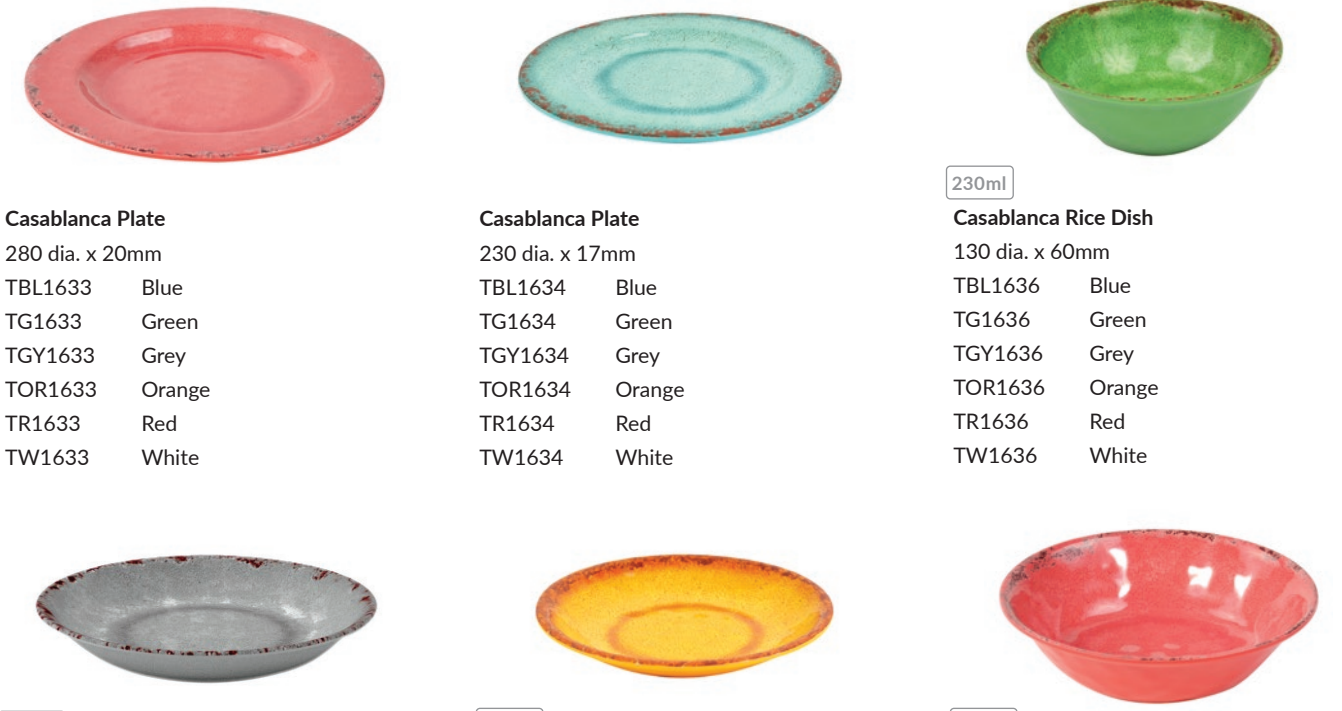 Casablanca Plate
280 dia. x 20mm
TBL1633 Blue
TG1633 Green
TGY1633 Grey
TOR1633 Orange
TR1633 Red
TW1633 White
Casablanca Plate
230 dia. x 17mm
TBL1634 Blue
TG1634 Green
TGY1634 Grey
TOR1634 Orange
TR1634 Red
TW1634 White
230ml
Casablanca Rice Dish
130 dia. x 60mm
TBL1636 Blue
TG1636 Green
TGY1636 Grey
TOR1636 Orange
TR1636 Red
TW1636 White